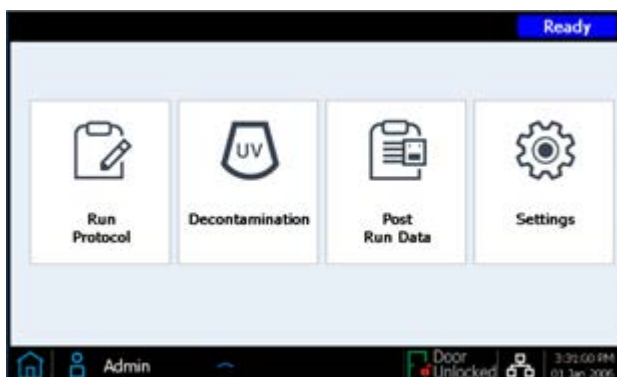 Ready
UV
Run
Protocol
Decontamination
Post
Run Data
Settings
Admin
Door
Unlocked
3:31:00 PM
01 Jan 2006